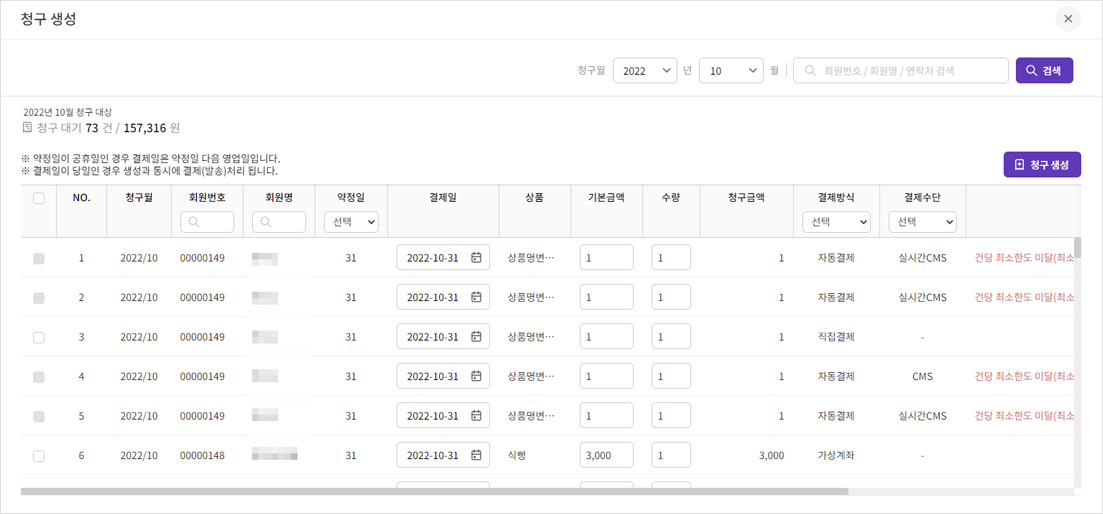 청구 생성
청구월 2022 년 10 월 회원번호 / 회원명 / 연락처 검색 검색
2022년 10월 청구 대상
청구 대기 73 건 / 157,316 원
※ 약정일이 공휴일인 경우 결제일은 약정일 다음 영업일입니다.
※ 결제일이 당일인 경우 생성과 동시에 결제(발송)처리 됩니다.
청구 생성
NO. 청구월 회원번호 회원명 약정일 결제일 상품 기본금액 수량 청구금액 결제방식 결제수단
선택 선택 선택
1 2022/10 00000149 31 2022-10-31 상품명번… 1 1 1 자동결제 실시간CMS 건당 최소한도 미달(최소
2 2022/10 00000149 31 2022-10-31 상품명번… 1 1 1 자동결제 실시간CMS 건당 최소한도 미달(최소
3 2022/10 00000149 31 2022-10-31 상품명번… 1 1 1 직접결제 -
4 2022/10 00000149 31 2022-10-31 상품명번… 1 1 1 자동결제 CMS 건당 최소한도 미달(최소
5 2022/10 00000149 31 2022-10-31 상품명번… 1 1 1 자동결제 실시간CMS 건당 최소한도 미달(최소
6 2022/10 00000148 31 2022-10-31 식빵 3,000 1 3,000 가상계좌 -